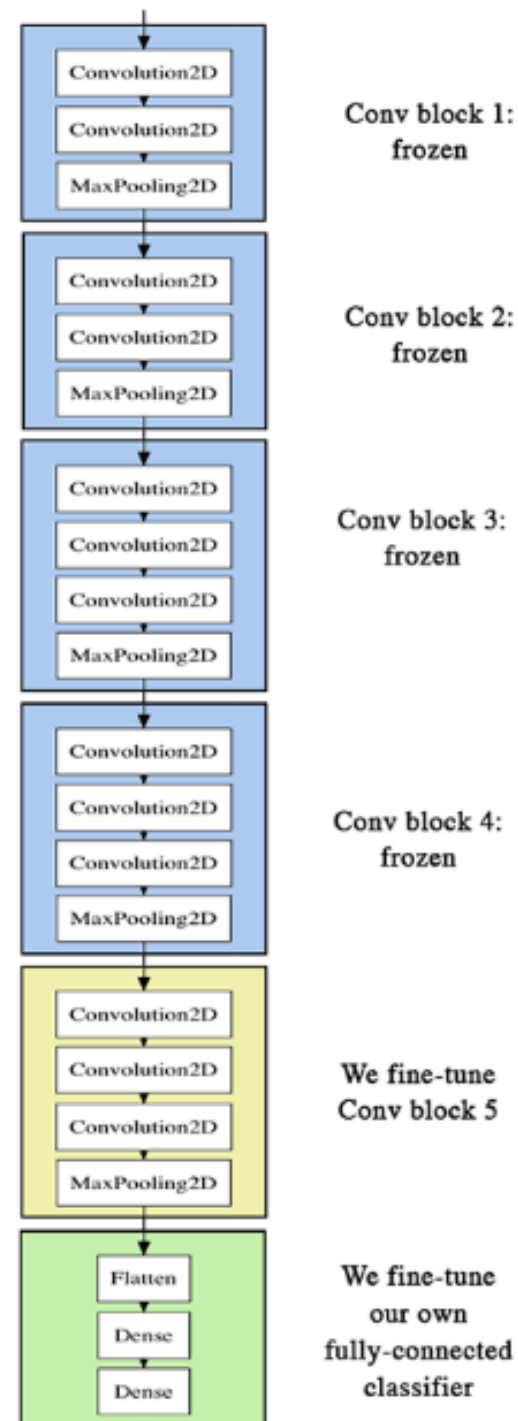 Convolution2D
Convolution2D
MaxPooling2D
Conv block 1:
frozen
Convolution2D
Convolution2D
MaxPooling2D
Conv block 2:
frozen
Convolution2D
Convolution2D
Convolution2D
MaxPooling2D
Conv block 3:
frozen
Convolution2D
Convolution2D
Convolution2D
MaxPooling2D
Conv block 4:
frozen
Convolution2D
Convolution2D
Convolution2D
MaxPooling2D
We fine-tune
Conv block 5
Flatten
Dense
Dense
We fine-tune
our own
fully-connected
classifier